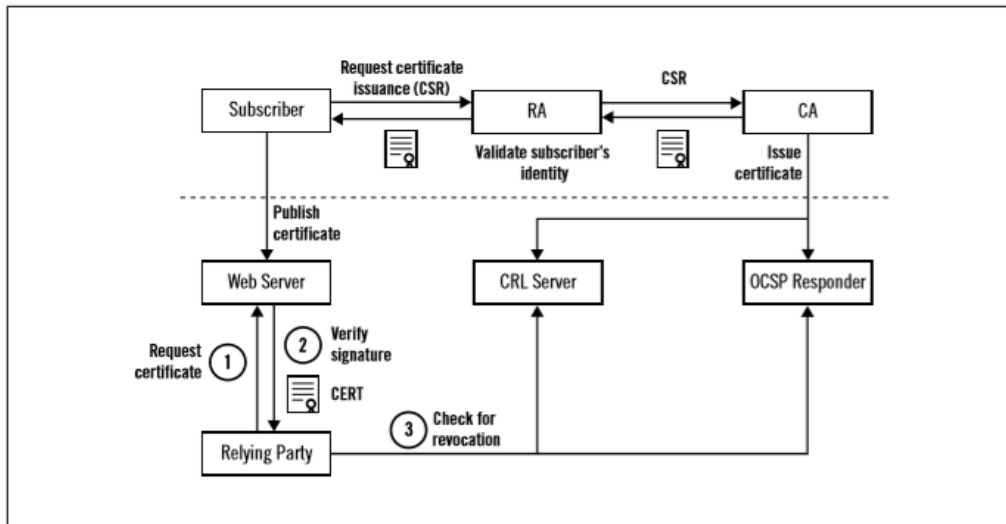 Request certificate
issuance (CSR)
CSR
Subscriber
RA
CA
Validate subscriber's
identity
Issue
certificate
Publish
certificate
Web Server
CRL Server
OCSP Responder
Request
certificate
1
2
Verify
signature
CERT
3
Check for
revocation
Relying Party